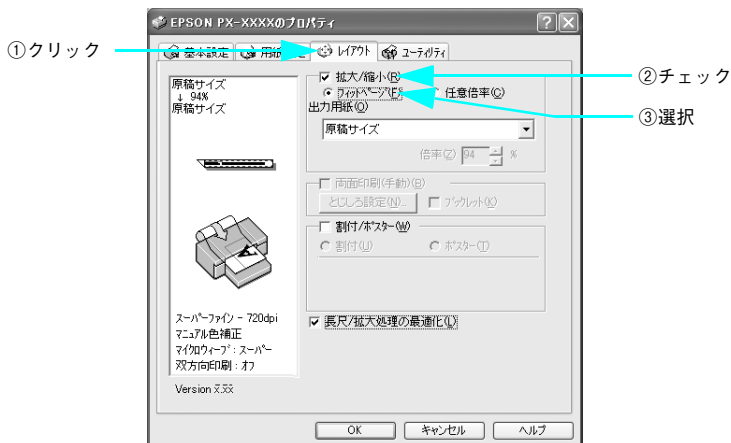 EPSON PX-XXXXのプロパティ
①クリック
基本設定
レイアウト
ユーティリティ
原稿サイズ
↓ 94%
原稿サイズ
拡大/縮小(R)
②チェック
フィットページ(F)
任意倍率(C)
③選択
出力用紙(O)
原稿サイズ
倍率(Z) 94 %
両面印刷(手動)(B)
とじしろ設定(N)...
ブックレット(K)
割付/ポスター(W)
割付(U)
ポスター(T)
スーパーファイン - 720dpi
マニュアル色補正
マイクロウィーブ : スーパー
双方向印刷 : オフ
長尺/拡大処理の最適化(L)
Version x.xx
OK
キャンセル
ヘルプ